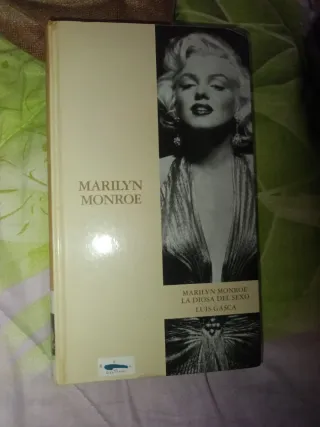 MARILYN
MONROE
MARILYN MONROE
LA DIOSA DEL SEXO
LUIS GASCA